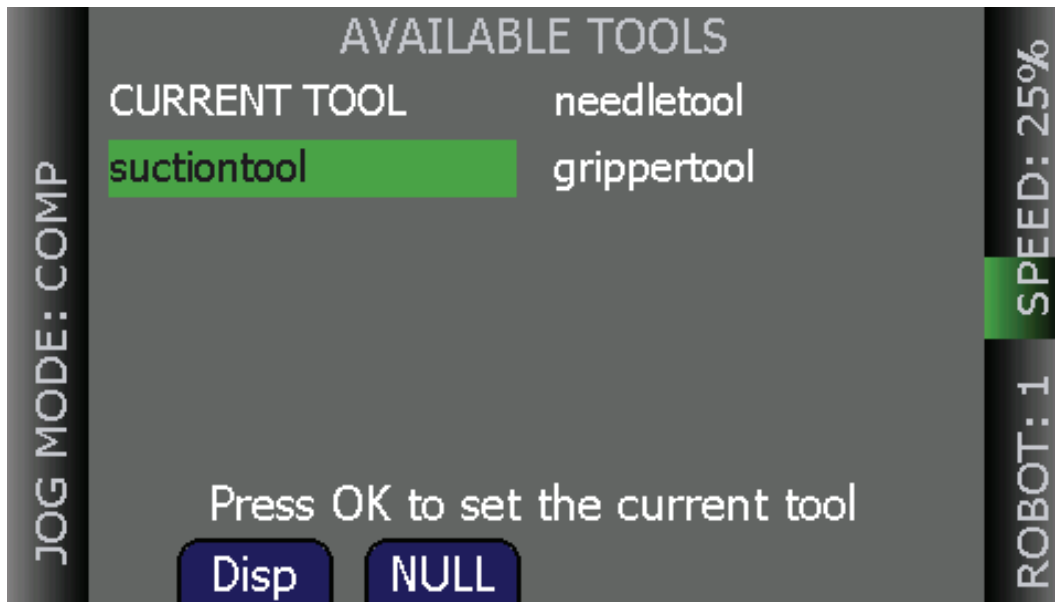 AVAILABLE TOOLS
CURRENT TOOL needletool
suctiontool grippertool
Press OK to set the current tool
Disp NULL
JOG MODE: COMP
SPEED: 25%
ROBOT: 1